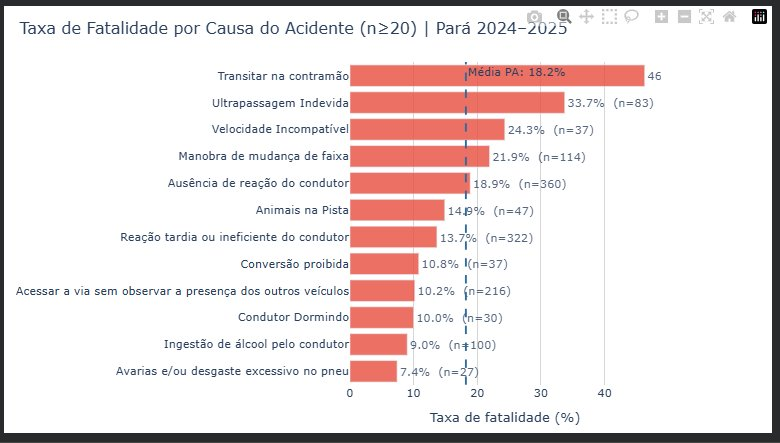 Taxa de Fatalidade por Causa do Acidente (n≥20) | Pará 2024–2025
Média PA: 18.2%
Transitar na contramão 46
Ultrapassagem Indevida 33.7% (n=83)
Velocidade Incompatível 24.3% (n=37)
Manobra de mudança de faixa 21.9% (n=114)
Ausência de reação do condutor 18.9% (n=360)
Animais na Pista 14.9% (n=47)
Reação tardia ou ineficiente do condutor 13.7% (n=322)
Conversão proibida 10.8% (n=37)
Acessar a via sem observar a presença dos outros veículos 10.2% (n=216)
Condutor Dormindo 10.0% (n=30)
Ingestão de álcool pelo condutor 9.0% (n=100)
Avarias e/ou desgaste excessivo no pneu 7.4% (n=27)
0 10 20 30 40
Taxa de fatalidade (%)